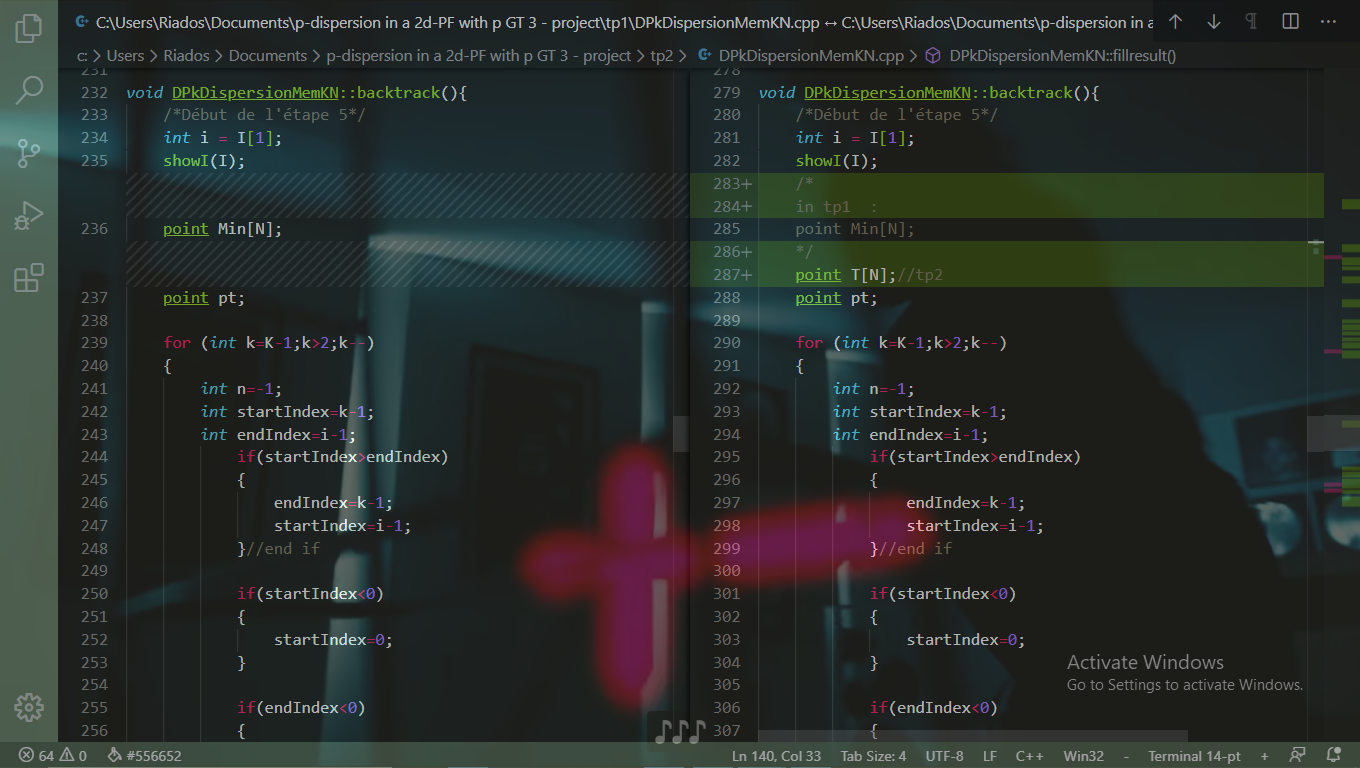 C:\Users\Riados\Documents\p-dispersion in a 2d-PF with p GT 3 - project\tp1\DPkDispersionMemKN.cpp ↔ C:\Users\Riados\Documents\p-dispersion in a 2d-PF with p GT 3 - project\tp
c: > Users > Riados > Documents > p-dispersion in a 2d-PF with p GT 3 - project > tp2 > DPkDispersionMemKN.cpp > DPkDispersionMemKN::fillresult()
231
232 void DPkDispersionMemKN::backtrack(){
233 /*Début de l'étape 5*/
234 int i = I[1];
235 showI(I);
236 point Min[N];
237 point pt;
238
239 for (int k=K-1;k>2;k--)
240 {
241 int n=-1;
242 int startIndex=k-1;
243 int endIndex=i-1;
244 if(startIndex>endIndex)
245 {
246 endIndex=k-1;
247 startIndex=i-1;
248 }//end if
249
250 if(startIndex<0)
251 {
252 startIndex=0;
253 }
254
255 if(endIndex<0)
256 {
278
279 void DPkDispersionMemKN::backtrack(){
280 /*Début de l'étape 5*/
281 int i = I[1];
282 showI(I);
283+ /*
284+ in tp1 :
285 point Min[N];
286+ */
287+ point T[N];//tp2
288 point pt;
289
290 for (int k=K-1;k>2;k--)
291 {
292 int n=-1;
293 int startIndex=k-1;
294 int endIndex=i-1;
295 if(startIndex>endIndex)
296 {
297 endIndex=k-1;
298 startIndex=i-1;
299 }//end if
300
301 if(startIndex<0)
302 {
303 startIndex=0;
304 }
305
306 if(endIndex<0)
307 {
Activate Windows
Go to Settings to activate Windows.
64 0 #556652 Ln 140, Col 33 Tab Size: 4 UTF-8 LF C++ Win32 - Terminal 14-pt +